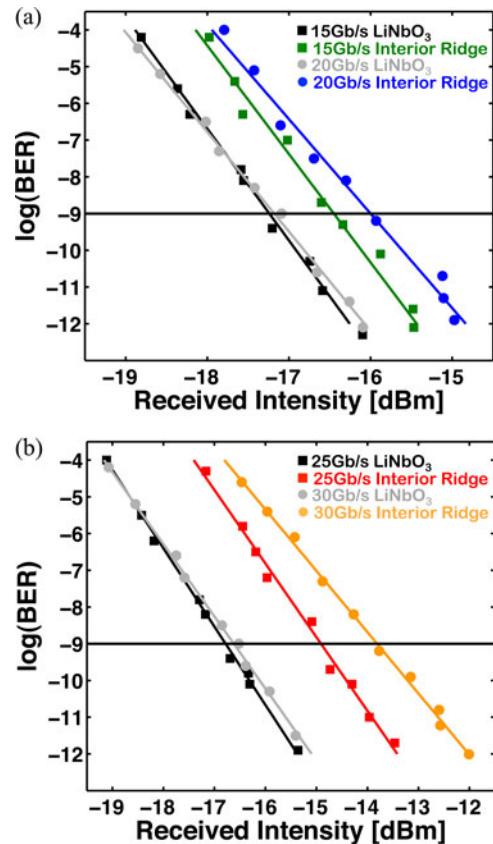 (a)
15Gb/s LiNbO₃
15Gb/s Interior Ridge
20Gb/s LiNbO₃
20Gb/s Interior Ridge
log(BER)
−4
−5
−6
−7
−8
−9
−10
−11
−12
−19 −18 −17 −16 −15
Received Intensity [dBm]
(b)
25Gb/s LiNbO₃
25Gb/s Interior Ridge
30Gb/s LiNbO₃
30Gb/s Interior Ridge
log(BER)
−4
−5
−6
−7
−8
−9
−10
−11
−12
−19 −18 −17 −16 −15 −14 −13 −12
Received Intensity [dBm]